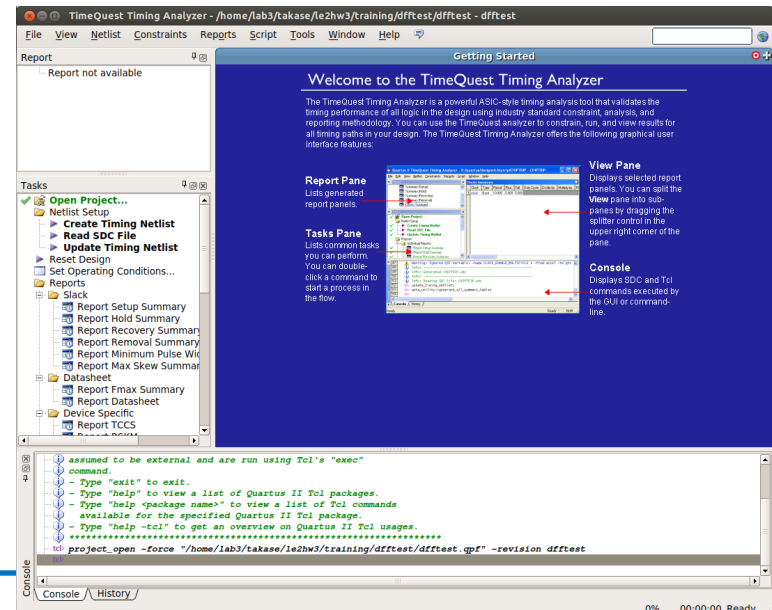 TimeQuest Timing Analyzer - /home/lab3/takase/le2hw3/training/dfftest/dfftest - dfftest
File View Netlist Constraints Reports Script Tools Window Help
Report
Report not available
Tasks
Open Project...
Netlist Setup
Create Timing Netlist
Read SDC File
Update Timing Netlist
Reset Design
Set Operating Conditions...
Reports
Slack
Report Setup Summary
Report Hold Summary
Report Recovery Summary
Report Removal Summary
Report Minimum Pulse Wid
Report Max Skew Summar
Datasheet
Report Fmax Summary
Report Datasheet
Device Specific
Report TCCS
Getting Started
Welcome to the TimeQuest Timing Analyzer
The TimeQuest Timing Analyzer is a powerful ASIC-style timing analysis tool that validates the
timing performance of all logic in the design using industry standard constraint, analysis, and
reporting methodology. You can use the TimeQuest analyzer to constrain, run, and view results for
all timing paths in your design. The TimeQuest Timing Analyzer offers the following graphical user
interface features:
Report Pane
Lists generated
report panels.
Tasks Pane
Lists common tasks
you can perform.
You can double-
click a command to
start a process in
the flow.
View Pane
Displays selected report
panels. You can split the
View pane into sub-
panes by dragging the
splitter control in the
upper right corner of the
pane.
Console
Displays SDC and Tcl
commands executed by
the GUI or command-
line.
assumed to be external and are run using Tcl's "exec"
command.
- Type "exit" to exit.
- Type "help" to view a list of Quartus II Tcl packages.
- Type "help <package name>" to view a list of Tcl commands
available for the specified Quartus II Tcl package.
- Type "help -tcl" to get an overview on Quartus II Tcl usages.
*******************************************************************
tcl> project_open -force "/home/lab3/takase/le2hw3/training/dfftest/dfftest.qpf" -revision dfftest
tcl>
Console
Console History
0% 00:00:00 Ready